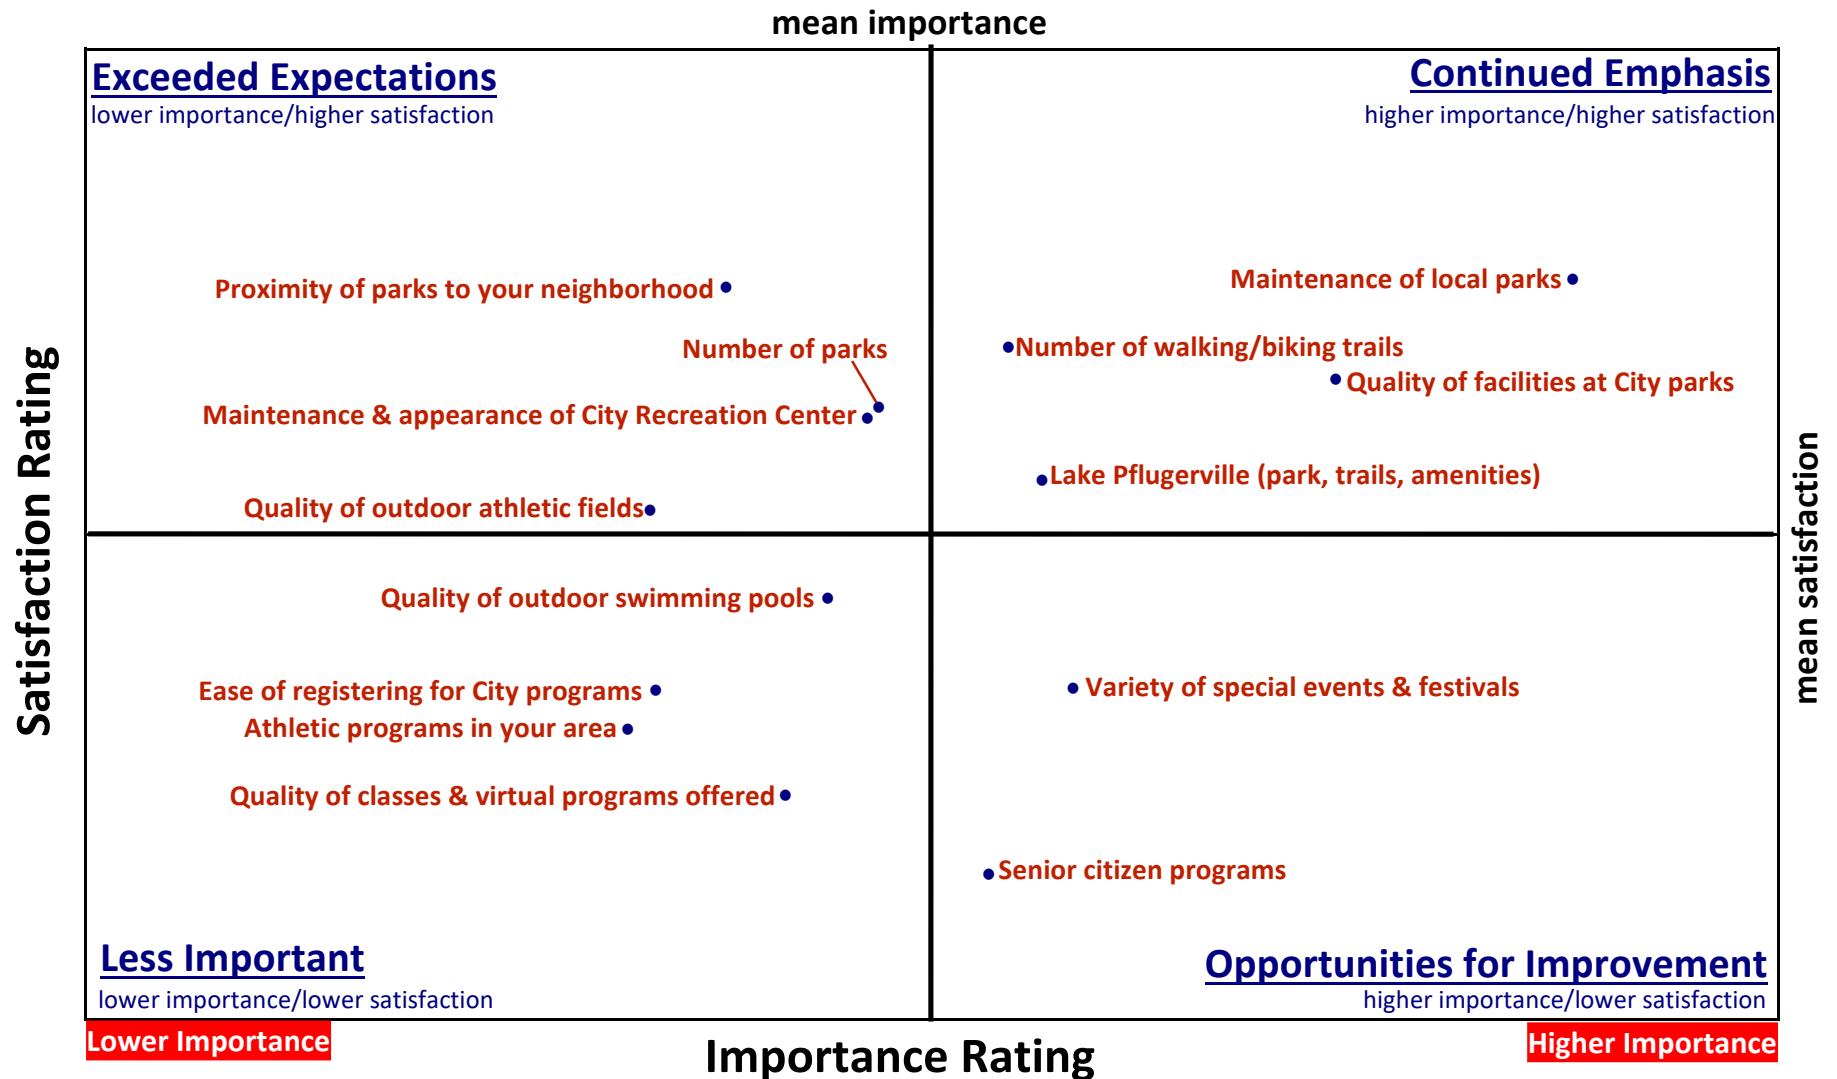 mean importance
Exceeded Expectations
lower importance/higher satisfaction
Continued Emphasis
higher importance/higher satisfaction
Proximity of parks to your neighborhood
Number of parks
Maintenance & appearance of City Recreation Center
Quality of outdoor athletic fields
Maintenance of local parks
Number of walking/biking trails
Quality of facilities at City parks
Lake Pflugerville (park, trails, amenities)
Satisfaction Rating
mean satisfaction
Quality of outdoor swimming pools
Ease of registering for City programs
Athletic programs in your area
Quality of classes & virtual programs offered
Variety of special events & festivals
Senior citizen programs
Less Important
lower importance/lower satisfaction
Opportunities for Improvement
higher importance/lower satisfaction
Lower Importance
Importance Rating
Higher Importance